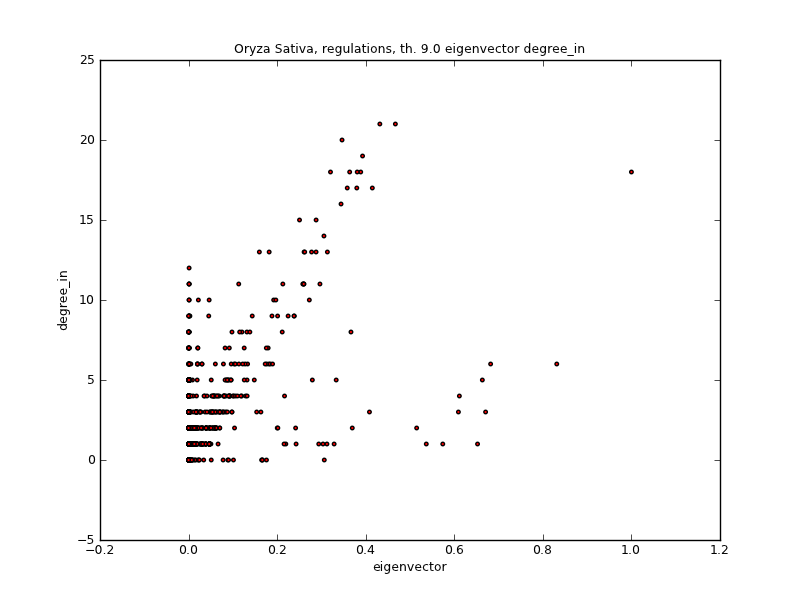 Oryza Sativa, regulations, th. 9.0 eigenvector degree_in
25
20
15
10
5
0
−5
degree_in
−0.2 0.0 0.2 0.4 0.6 0.8 1.0 1.2
eigenvector